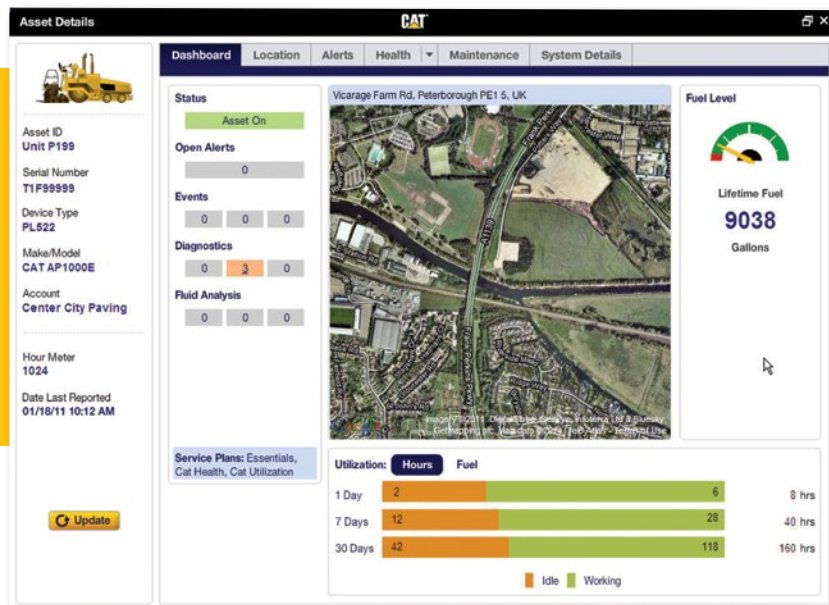 Asset Details
CAT
Asset ID
Unit P199
Serial Number
T1F99999
Device Type
PL522
Make/Model
CAT AP1000E
Account
Center City Paving
Hour Meter
1024
Date Last Reported
01/18/11 10:12 AM
Update
Dashboard Location Alerts Health Maintenance System Details
Status
Asset On
Open Alerts
0
Events
0 0 0
Diagnostics
0 3 0
Fluid Analysis
0 0 0
Service Plans: Essentials,
Cat Health, Cat Utilization
Vicarage Farm Rd, Peterborough PE1 5, UK
A1139
Frank Perkins Pkwy
Fuel Level
Lifetime Fuel
9038
Gallons
Utilization: Hours Fuel
1 Day 2 6 8 hrs
7 Days 12 28 40 hrs
30 Days 42 118 160 hrs
Idle Working